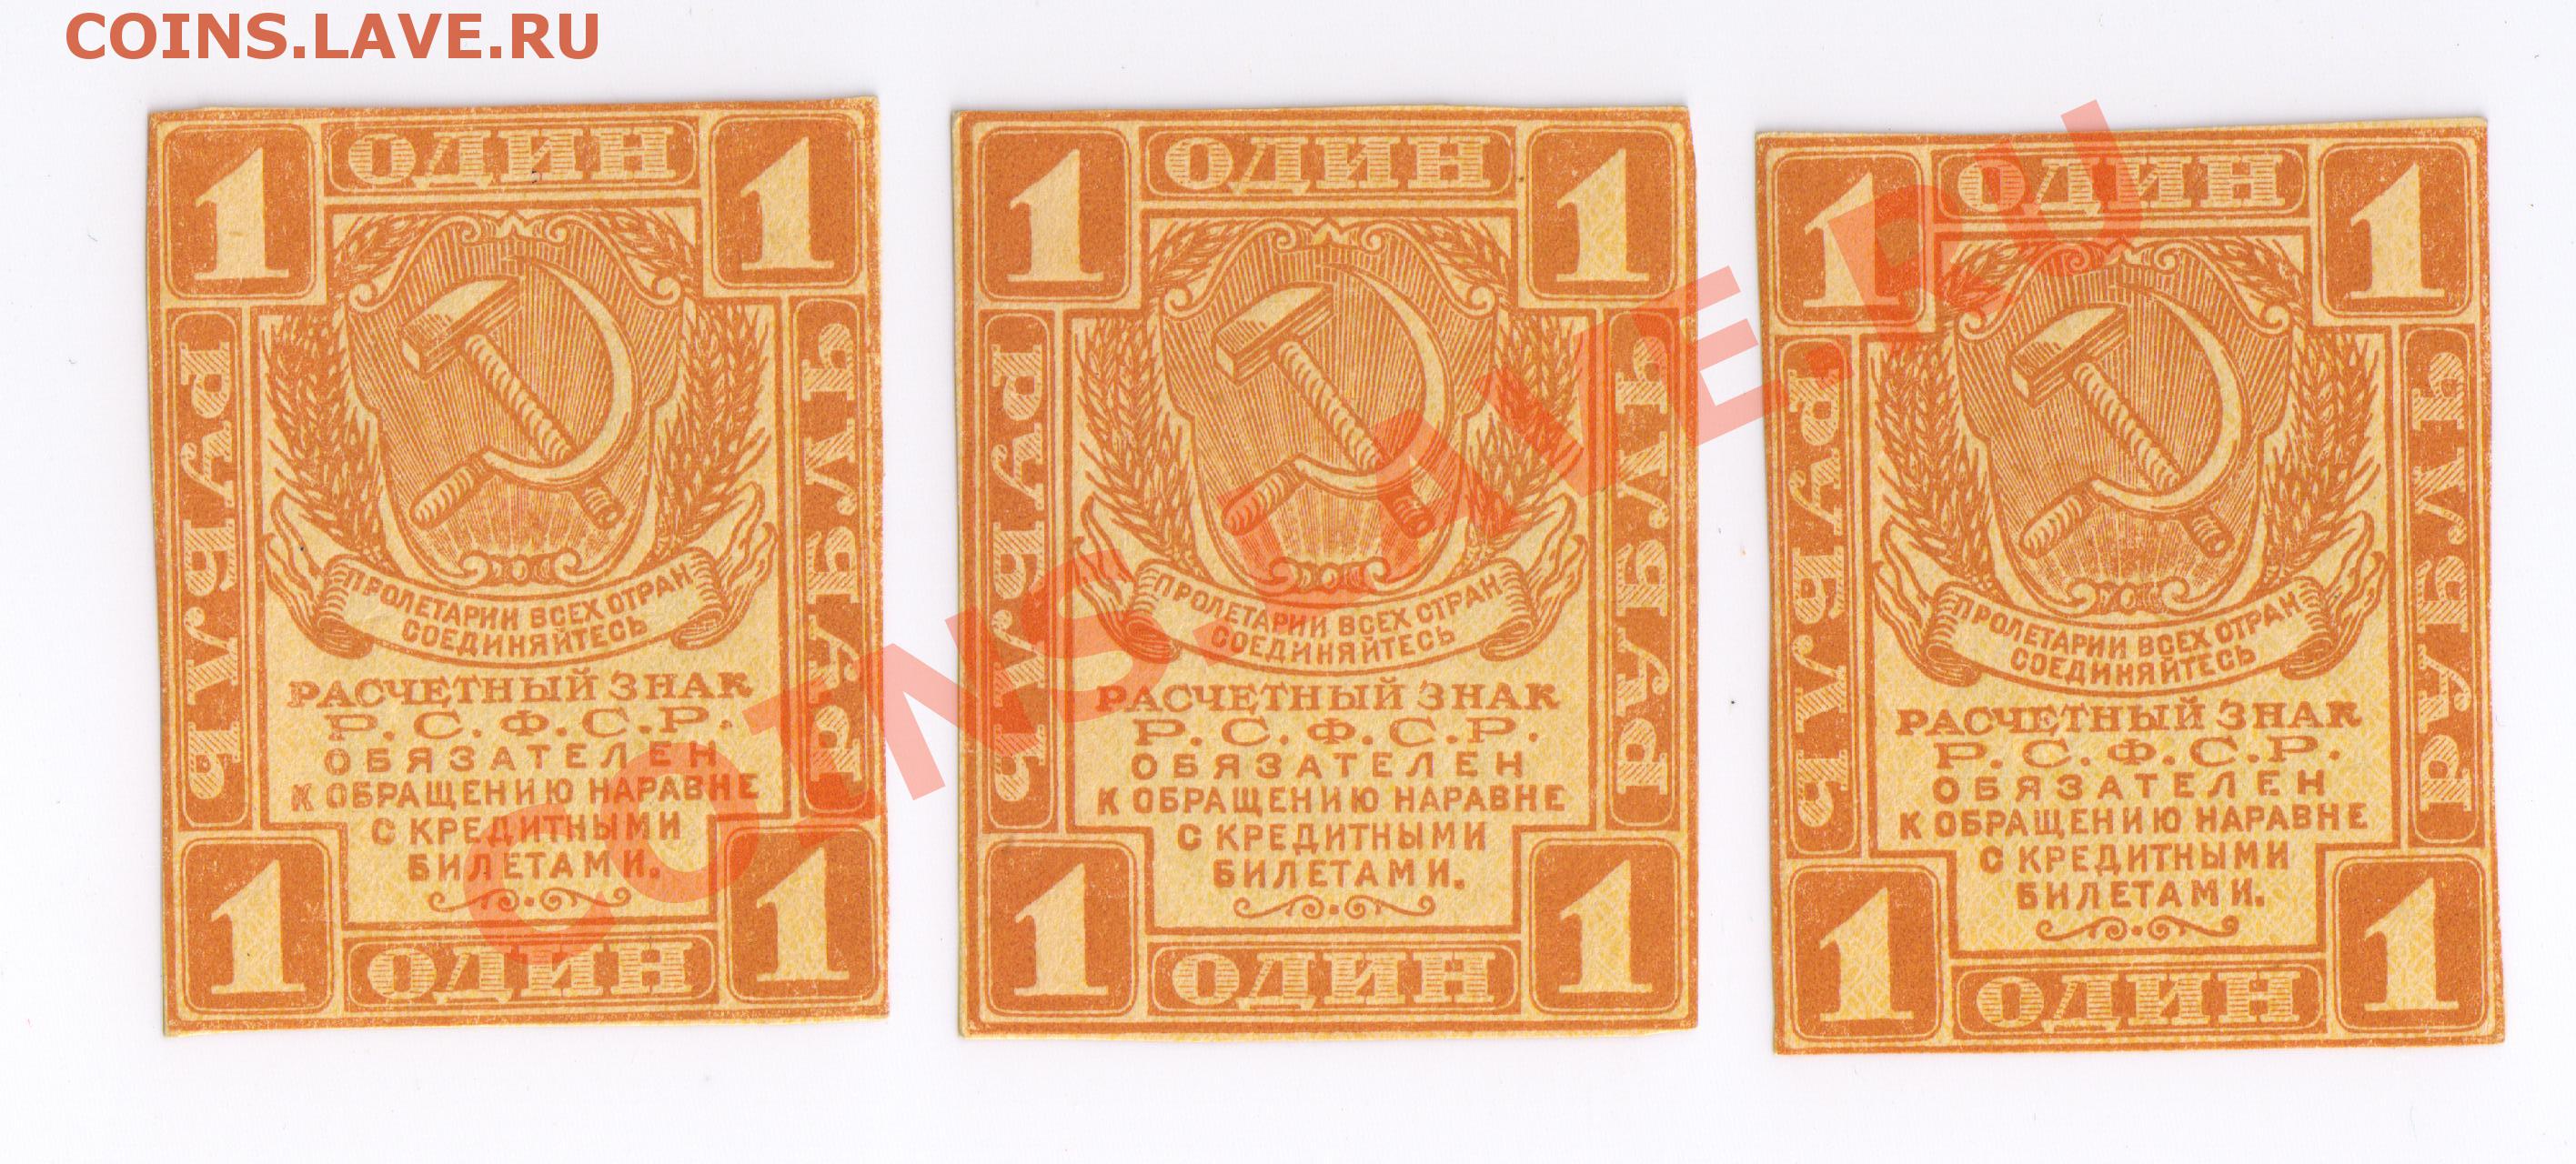 COINS.LAVE.RU
1 ОДИН 1
РУБЛЬ
РУБЛЬ
ПРОЛЕТАРИИ ВСЕХ СТРАН
СОЕДИНЯЙТЕСЬ
РАСЧЕТНЫЙ ЗНАК
Р.С.Ф.С.Р.
ОБЯЗАТЕЛЕН
К ОБРАЩЕНИЮ НАРАВНЕ
С КРЕДИТНЫМИ
БИЛЕТАМИ.
1 ОДИН 1
1 ОДИН 1
РУБЛЬ
РУБЛЬ
ПРОЛЕТАРИИ ВСЕХ СТРАН
СОЕДИНЯЙТЕСЬ
РАСЧЕТНЫЙ ЗНАК
Р.С.Ф.С.Р.
ОБЯЗАТЕЛЕН
К ОБРАЩЕНИЮ НАРАВНЕ
С КРЕДИТНЫМИ
БИЛЕТАМИ.
1 ОДИН 1
1 ОДИН 1
РУБЛЬ
РУБЛЬ
ПРОЛЕТАРИИ ВСЕХ СТРАН
СОЕДИНЯЙТЕСЬ
РАСЧЕТНЫЙ ЗНАК
Р.С.Ф.С.Р.
ОБЯЗАТЕЛЕН
К ОБРАЩЕНИЮ НАРАВНЕ
С КРЕДИТНЫМИ
БИЛЕТАМИ.
1 ОДИН 1
COINS.LAVE.RU